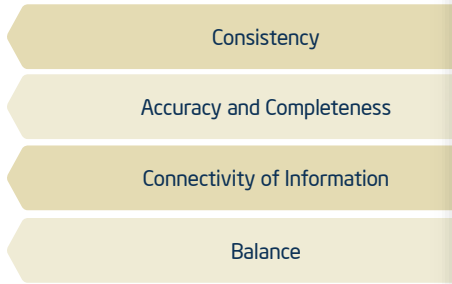 Consistency
Accuracy and Completeness
Connectivity of Information
Balance